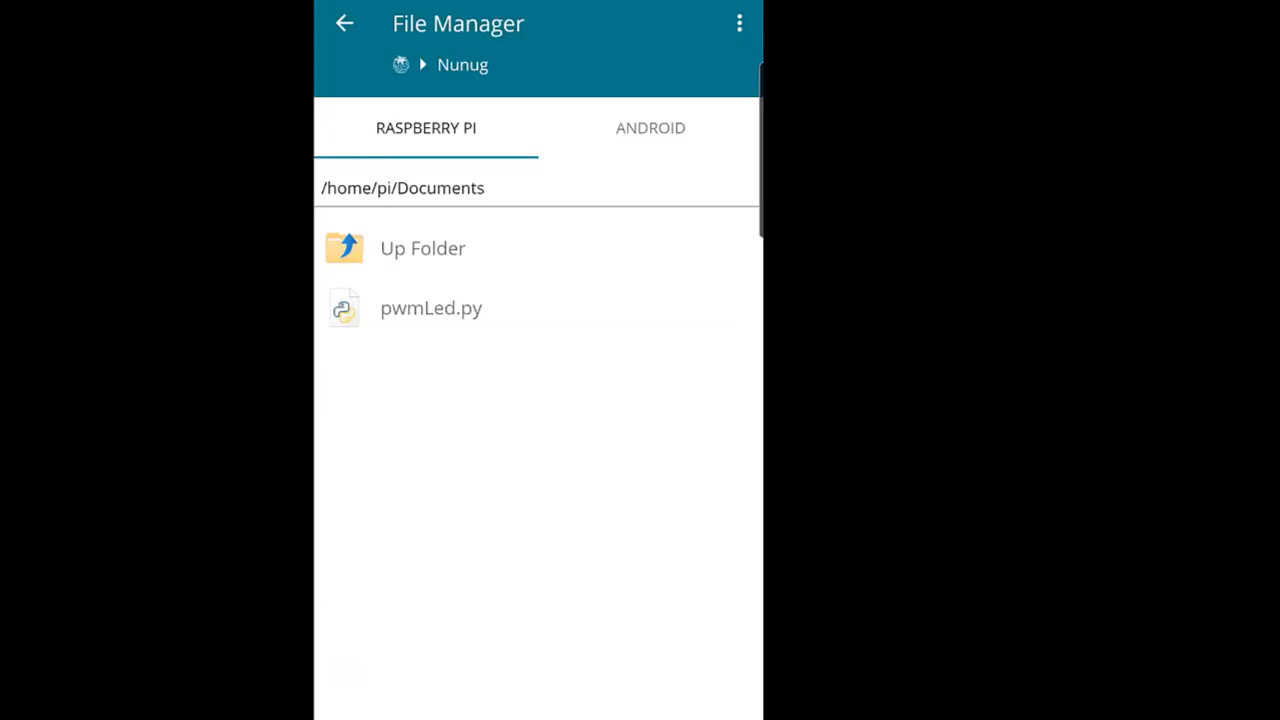 File Manager
Nunug
RASPBERRY PI
ANDROID
/home/pi/Documents
Up Folder
pwmLed.py